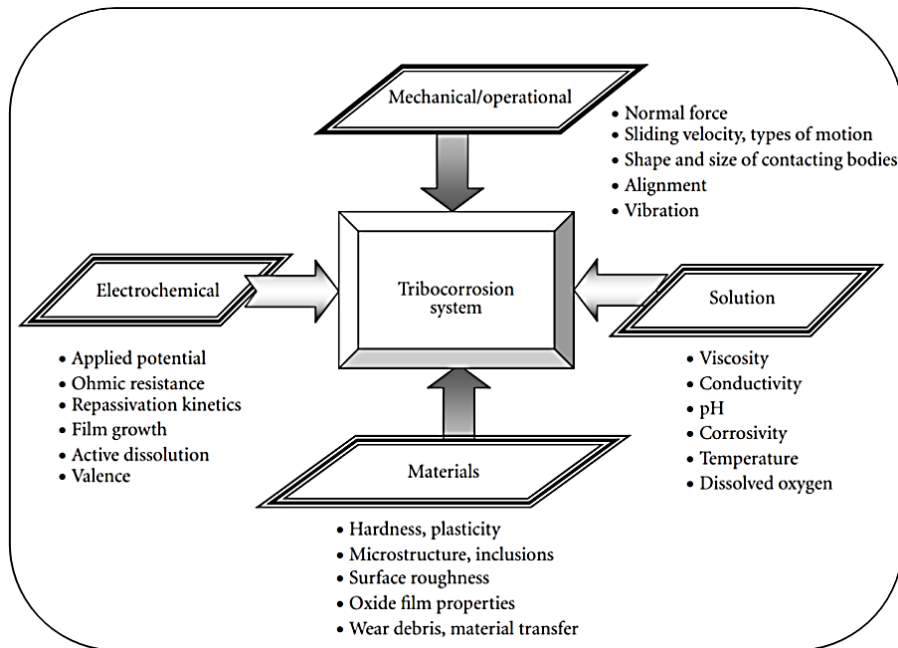 Mechanical/operational
• Normal force
• Sliding velocity, types of motion
• Shape and size of contacting bodies
• Alignment
• Vibration
Electrochemical
• Applied potential
• Ohmic resistance
• Repassivation kinetics
• Film growth
• Active dissolution
• Valence
Tribocorrosion
system
Solution
• Viscosity
• Conductivity
• pH
• Corrosivity
• Temperature
• Dissolved oxygen
Materials
• Hardness, plasticity
• Microstructure, inclusions
• Surface roughness
• Oxide film properties
• Wear debris, material transfer